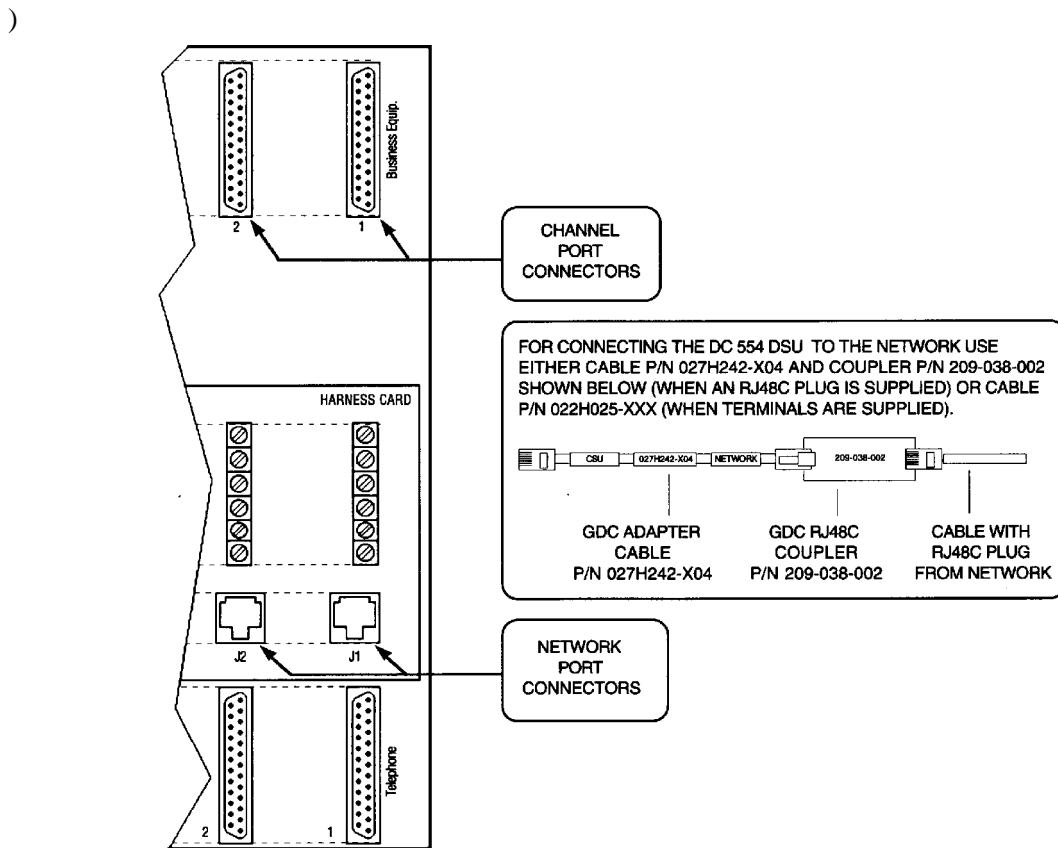 )
Business Equip.
2
1
CHANNEL
PORT
CONNECTORS
FOR CONNECTING THE DC 554 DSU TO THE NETWORK USE
EITHER CABLE P/N 027H242-X04 AND COUPLER P/N 209-038-002
SHOWN BELOW (WHEN AN RJ48C PLUG IS SUPPLIED) OR CABLE
P/N 022H025-XXX (WHEN TERMINALS ARE SUPPLIED).
HARNESS CARD
CSU
027H242-X04
NETWORK
209-038-002
GDC ADAPTER
CABLE
P/N 027H242-X04
GDC RJ48C
COUPLER
P/N 209-038-002
CABLE WITH
RJ48C PLUG
FROM NETWORK
J2
J1
NETWORK
PORT
CONNECTORS
Telephone
2
1